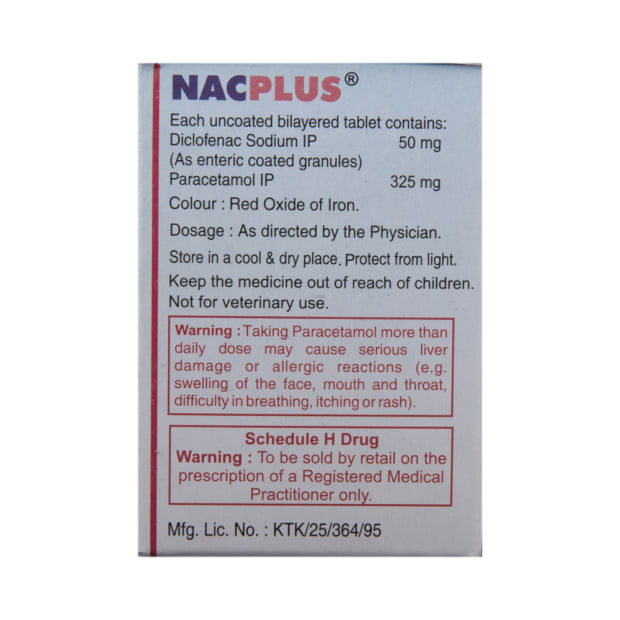 NACPLUS®
Each uncoated bilayered tablet contains:
Diclofenac Sodium IP 50 mg
(As enteric coated granules)
Paracetamol IP 325 mg
Colour : Red Oxide of Iron.
Dosage : As directed by the Physician.
Store in a cool & dry place, Protect from light.
Keep the medicine out of reach of children.
Not for veterinary use.
Warning : Taking Paracetamol more than
daily dose may cause serious liver
damage or allergic reactions (e.g.
swelling of the face, mouth and throat,
difficulty in breathing, itching or rash).
Schedule H Drug
Warning : To be sold by retail on the
prescription of a Registered Medical
Practitioner only.
Mfg. Lic. No. : KTK/25/364/95